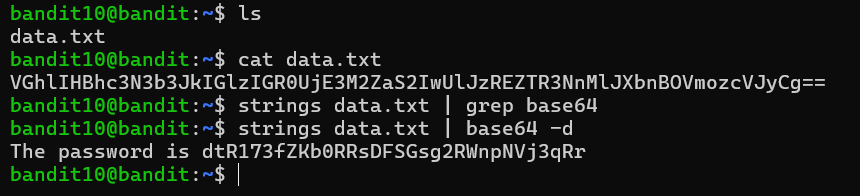 bandit10@bandit:~$ ls
data.txt
bandit10@bandit:~$ cat data.txt
VGhlIHBhc3N3b3JkIGlzIGR0UjE3M2ZaS2IwUlJzREZTR3NnMlJXbnBOVmozcVJyCg==
bandit10@bandit:~$ strings data.txt | grep base64
bandit10@bandit:~$ strings data.txt | base64 -d
The password is dtR173fZKb0RRsDFSGsg2RWnpNVj3qRr
bandit10@bandit:~$